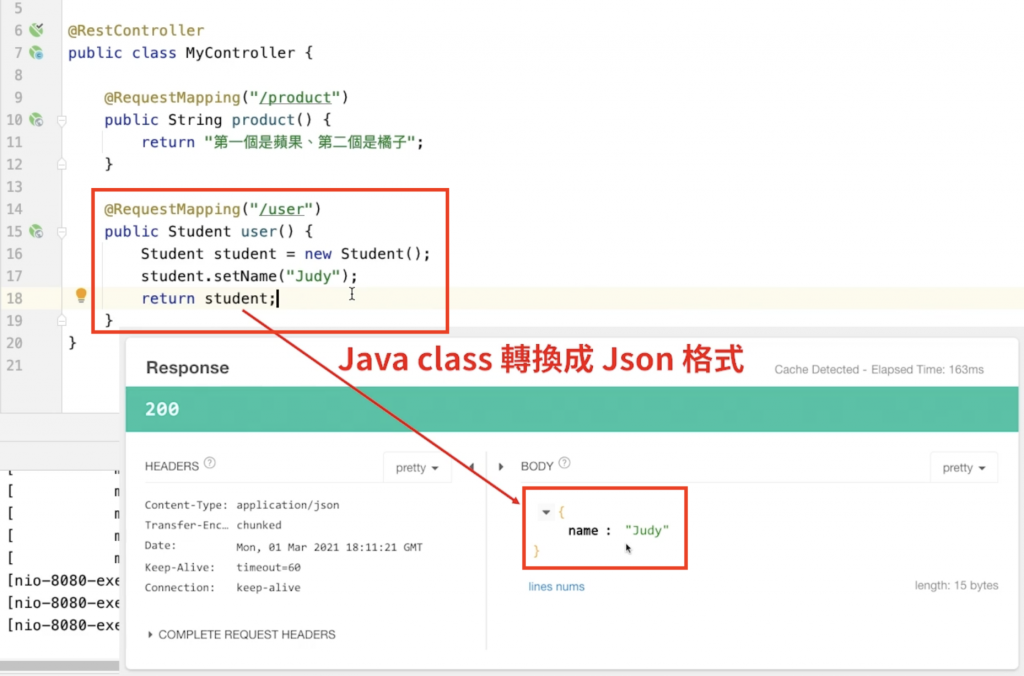 5
6 @RestController
7 public class MyController {
8
9 @RequestMapping("/product")
10 public String product() {
11 return "第一個是蘋果、第二個是橘子";
12 }
13
14 @RequestMapping("/user")
15 public Student user() {
16 Student student = new Student();
17 student.setName("Judy");
18 return student;
19 }
20 }
21
Java class 轉換成 Json 格式
Response
Cache Detected - Elapsed Time: 163ms
200
HEADERS ?
pretty
Content-Type: application/json
Transfer-Enc… chunked
Date: Mon, 01 Mar 2021 18:11:21 GMT
Keep-Alive: timeout=60
Connection: keep-alive
COMPLETE REQUEST HEADERS
BODY ?
pretty
{
name : "Judy"
}
lines nums
length: 15 bytes
[
[
[
[
[nio-8080-exe
[nio-8080-exe
[nio-8080-exe